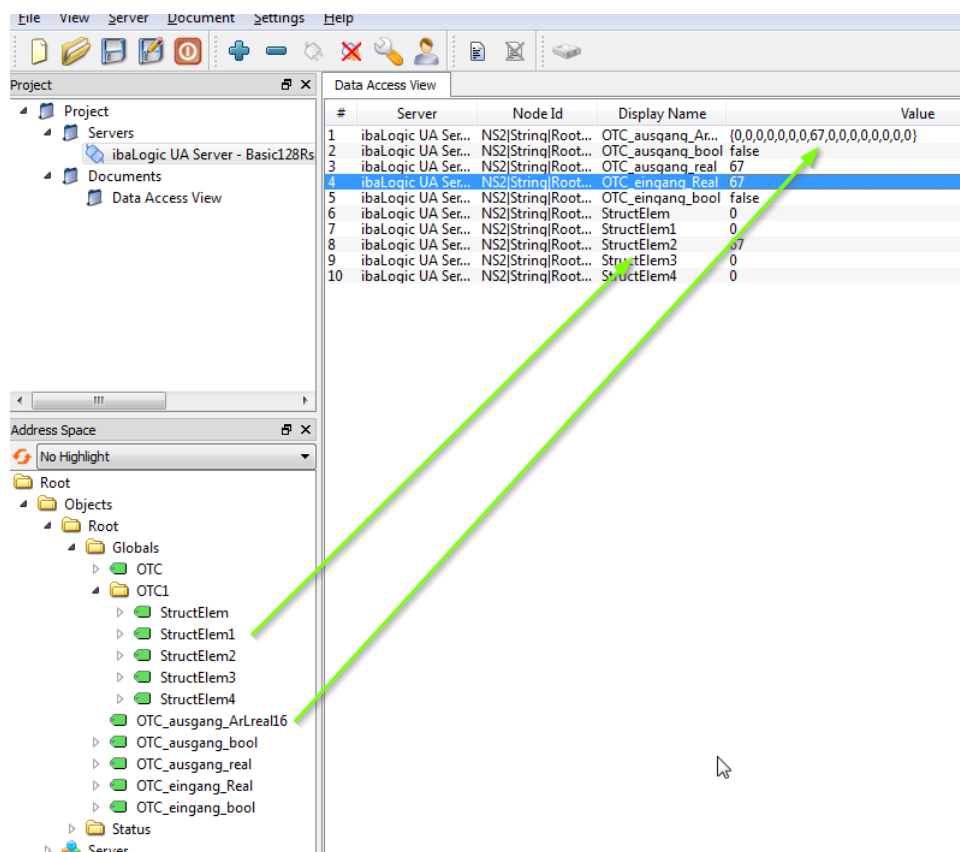 File View Server Document Settings Help
Project
Data Access View
Project
Servers
ibaLogic UA Server - Basic128Rs
Documents
Data Access View
# Server Node Id Display Name Value
1 ibaLogic UA Ser... NS2|String|Root... OTC_ausgang_Ar... {0,0,0,0,0,0,0,67,0,0,0,0,0,0,0,0}
2 ibaLogic UA Ser... NS2|String|Root... OTC_ausgang_bool false
3 ibaLogic UA Ser... NS2|String|Root... OTC_ausgang_real 67
4 ibaLogic UA Ser... NS2|String|Root... OTC_eingang_Real 67
5 ibaLogic UA Ser... NS2|String|Root... OTC_eingang_bool false
6 ibaLogic UA Ser... NS2|String|Root... StructElem 0
7 ibaLogic UA Ser... NS2|String|Root... StructElem1 0
8 ibaLogic UA Ser... NS2|String|Root... StructElem2 67
9 ibaLogic UA Ser... NS2|String|Root... StructElem3 0
10 ibaLogic UA Ser... NS2|String|Root... StructElem4 0
Address Space
No Highlight
Root
Objects
Root
Globals
OTC
OTC1
StructElem
StructElem1
StructElem2
StructElem3
StructElem4
OTC_ausgang_ArLreal16
OTC_ausgang_bool
OTC_ausgang_real
OTC_eingang_Real
OTC_eingang_bool
Status
Server